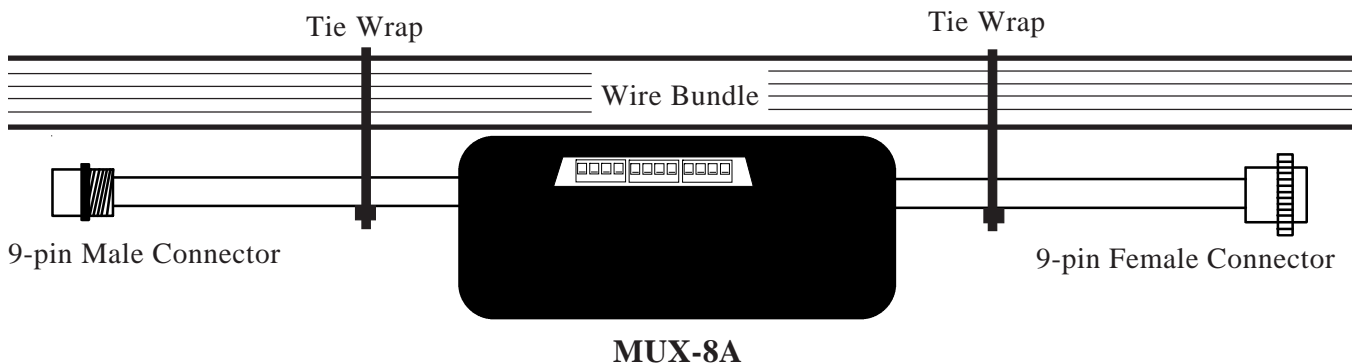 Tie Wrap
Tie Wrap
Wire Bundle
9-pin Male Connector
9-pin Female Connector
MUX-8A